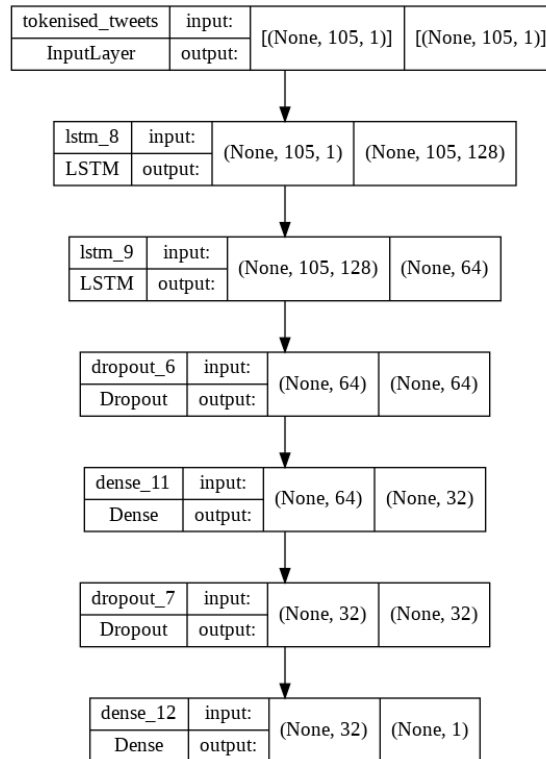 tokenised_tweets input: [(None, 105, 1)] [(None, 105, 1)]
InputLayer output:
lstm_8 input: (None, 105, 1) (None, 105, 128)
LSTM output:
lstm_9 input: (None, 105, 128) (None, 64)
LSTM output:
dropout_6 input: (None, 64) (None, 64)
Dropout output:
dense_11 input: (None, 64) (None, 32)
Dense output:
dropout_7 input: (None, 32) (None, 32)
Dropout output:
dense_12 input: (None, 32) (None, 1)
Dense output: